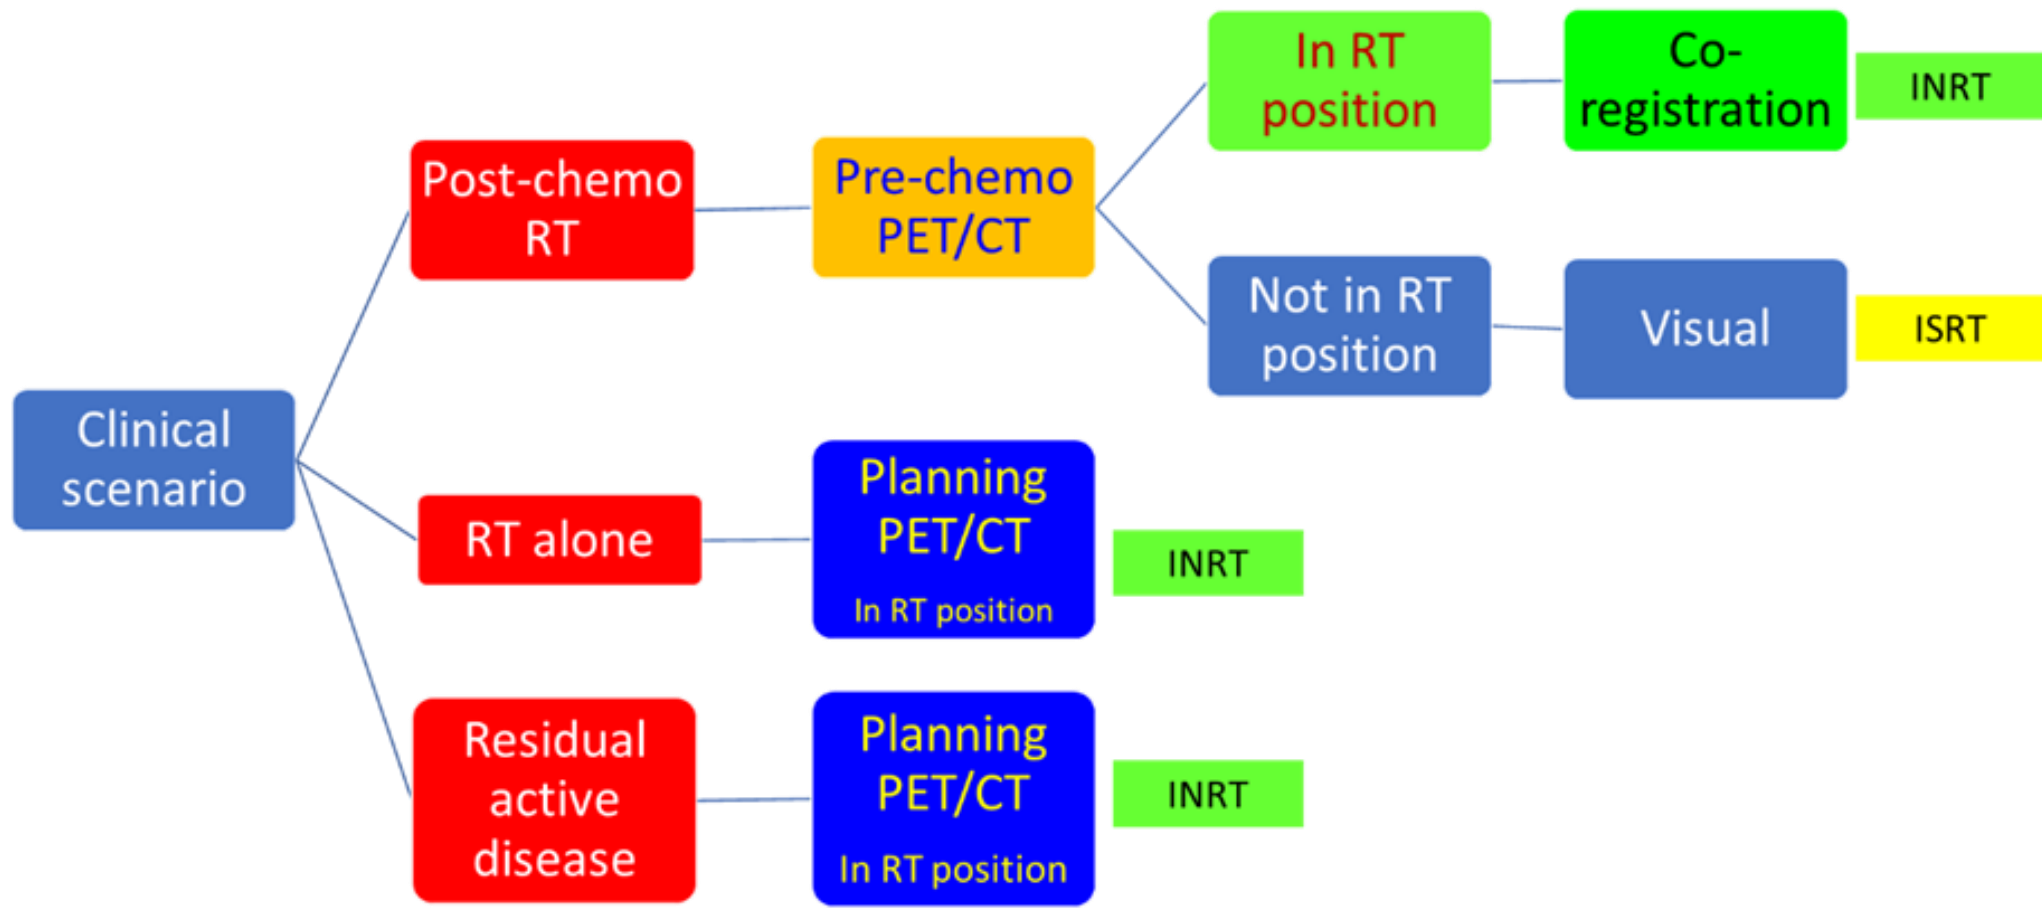 Clinical
scenario
Post-chemo
RT
Pre-chemo
PET/CT
In RT
position
Co-
registration
INRT
Not in RT
position
Visual
ISRT
RT alone
Planning
PET/CT
In RT position
INRT
Residual
active
disease
Planning
PET/CT
In RT position
INRT